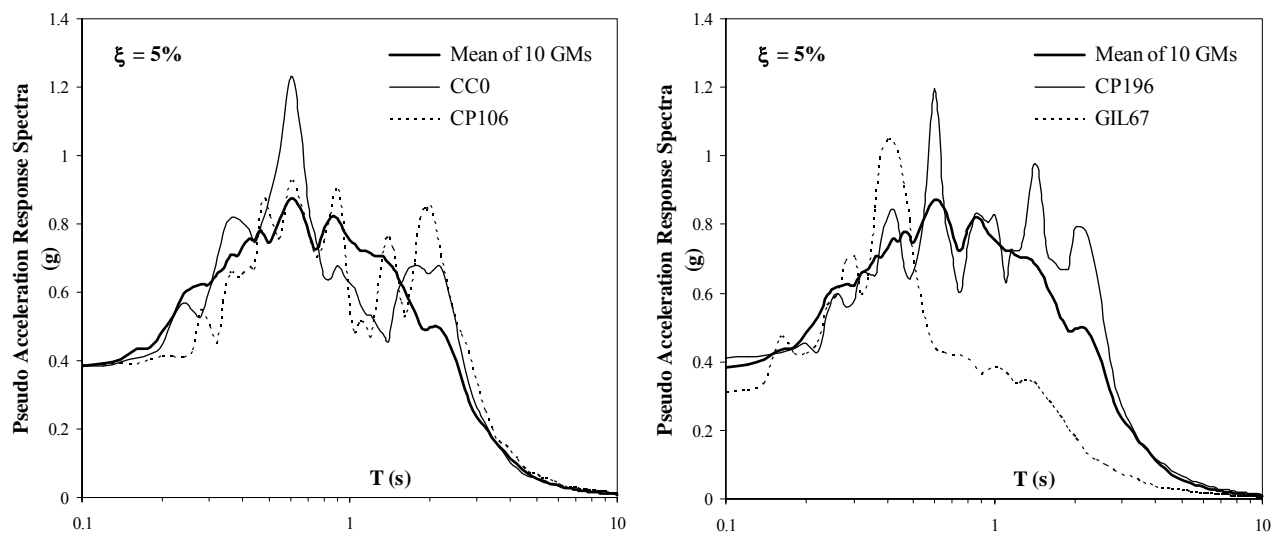 1.4
1.2
1
0.8
0.6
0.4
0.2
0
Pseudo Acceleration Response Spectra
(g)
ξ = 5%
Mean of 10 GMs
CC0
CP106
T (s)
0.1
1
10
1.4
1.2
1
0.8
0.6
0.4
0.2
0
Pseudo Acceleration Response Spectra
(g)
ξ = 5%
Mean of 10 GMs
CP196
GIL67
T (s)
0.1
1
10